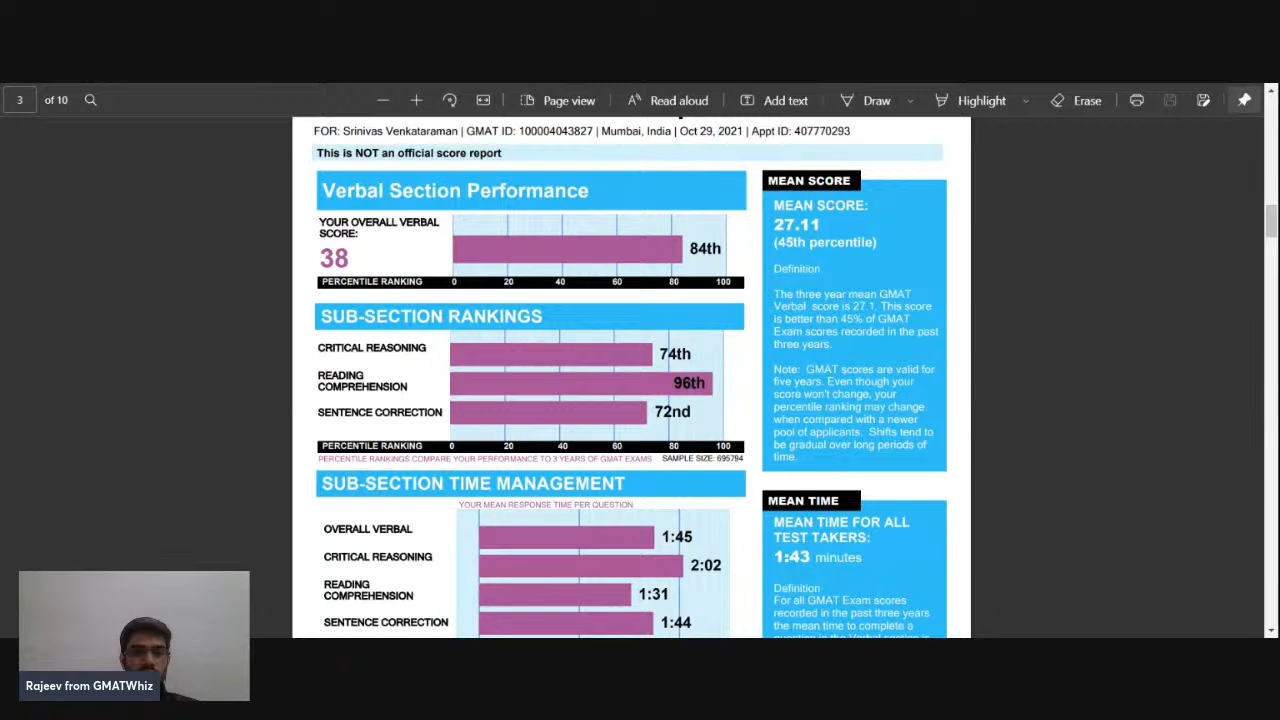 3 of 10 Page view Read aloud Add text Draw Highlight Erase
FOR: Srinivas Venkataraman | GMAT ID: 100004043827 | Mumbai, India | Oct 29, 2021 | Appt ID: 407770293
This is NOT an official score report
Verbal Section Performance
YOUR OVERALL VERBAL
SCORE:
38
84th
PERCENTILE RANKING 0 20 40 60 80 100
SUB-SECTION RANKINGS
CRITICAL REASONING 74th
READING
COMPREHENSION 96th
SENTENCE CORRECTION 72nd
PERCENTILE RANKING 0 20 40 60 80 100
PERCENTILE RANKINGS COMPARE YOUR PERFORMANCE TO 3 YEARS OF GMAT EXAMS SAMPLE SIZE: 695794
SUB-SECTION TIME MANAGEMENT
YOUR MEAN RESPONSE TIME PER QUESTION
OVERALL VERBAL 1:45
CRITICAL REASONING 2:02
READING
COMPREHENSION 1:31
SENTENCE CORRECTION 1:44
MEAN SCORE
MEAN SCORE:
27.11
(45th percentile)
Definition
The three year mean GMAT
Verbal score is 27.1. This score
is better than 45% of GMAT
Exam scores recorded in the past
three years.
Note: GMAT scores are valid for
five years. Even though your
score won't change, your
percentile ranking may change
when compared with a newer
pool of applicants. Shifts tend to
be gradual over long periods of
time.
MEAN TIME
MEAN TIME FOR ALL
TEST TAKERS:
1:43 minutes
Definition
For all GMAT Exam scores
recorded in the past three years
the mean time to complete a
question in the Verbal section is
Rajeev from GMATWhiz